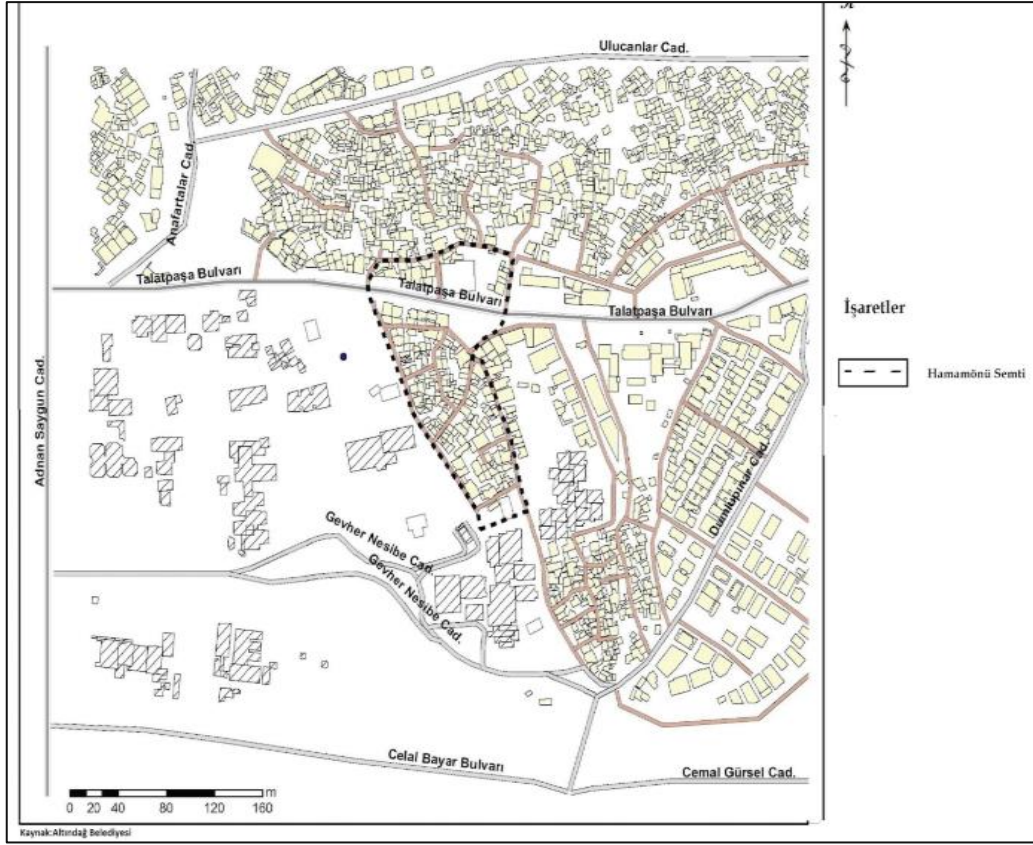 Ulucanlar Cad.
Anafartalar Cad.
Talatpaşa Bulvarı
Talatpaşa Bulvarı
Talatpaşa Bulvarı
İşaretler
Hamamönü Semti
Adnan Saygun Cad.
Dumlupınar Cad.
Gevher Nesibe Cad.
Gevher Nesibe Cad.
Celal Bayar Bulvarı
Cemal Gürsel Cad.
0 20 40 80 120 160 m
Kaynak:Altındağ Belediyesi